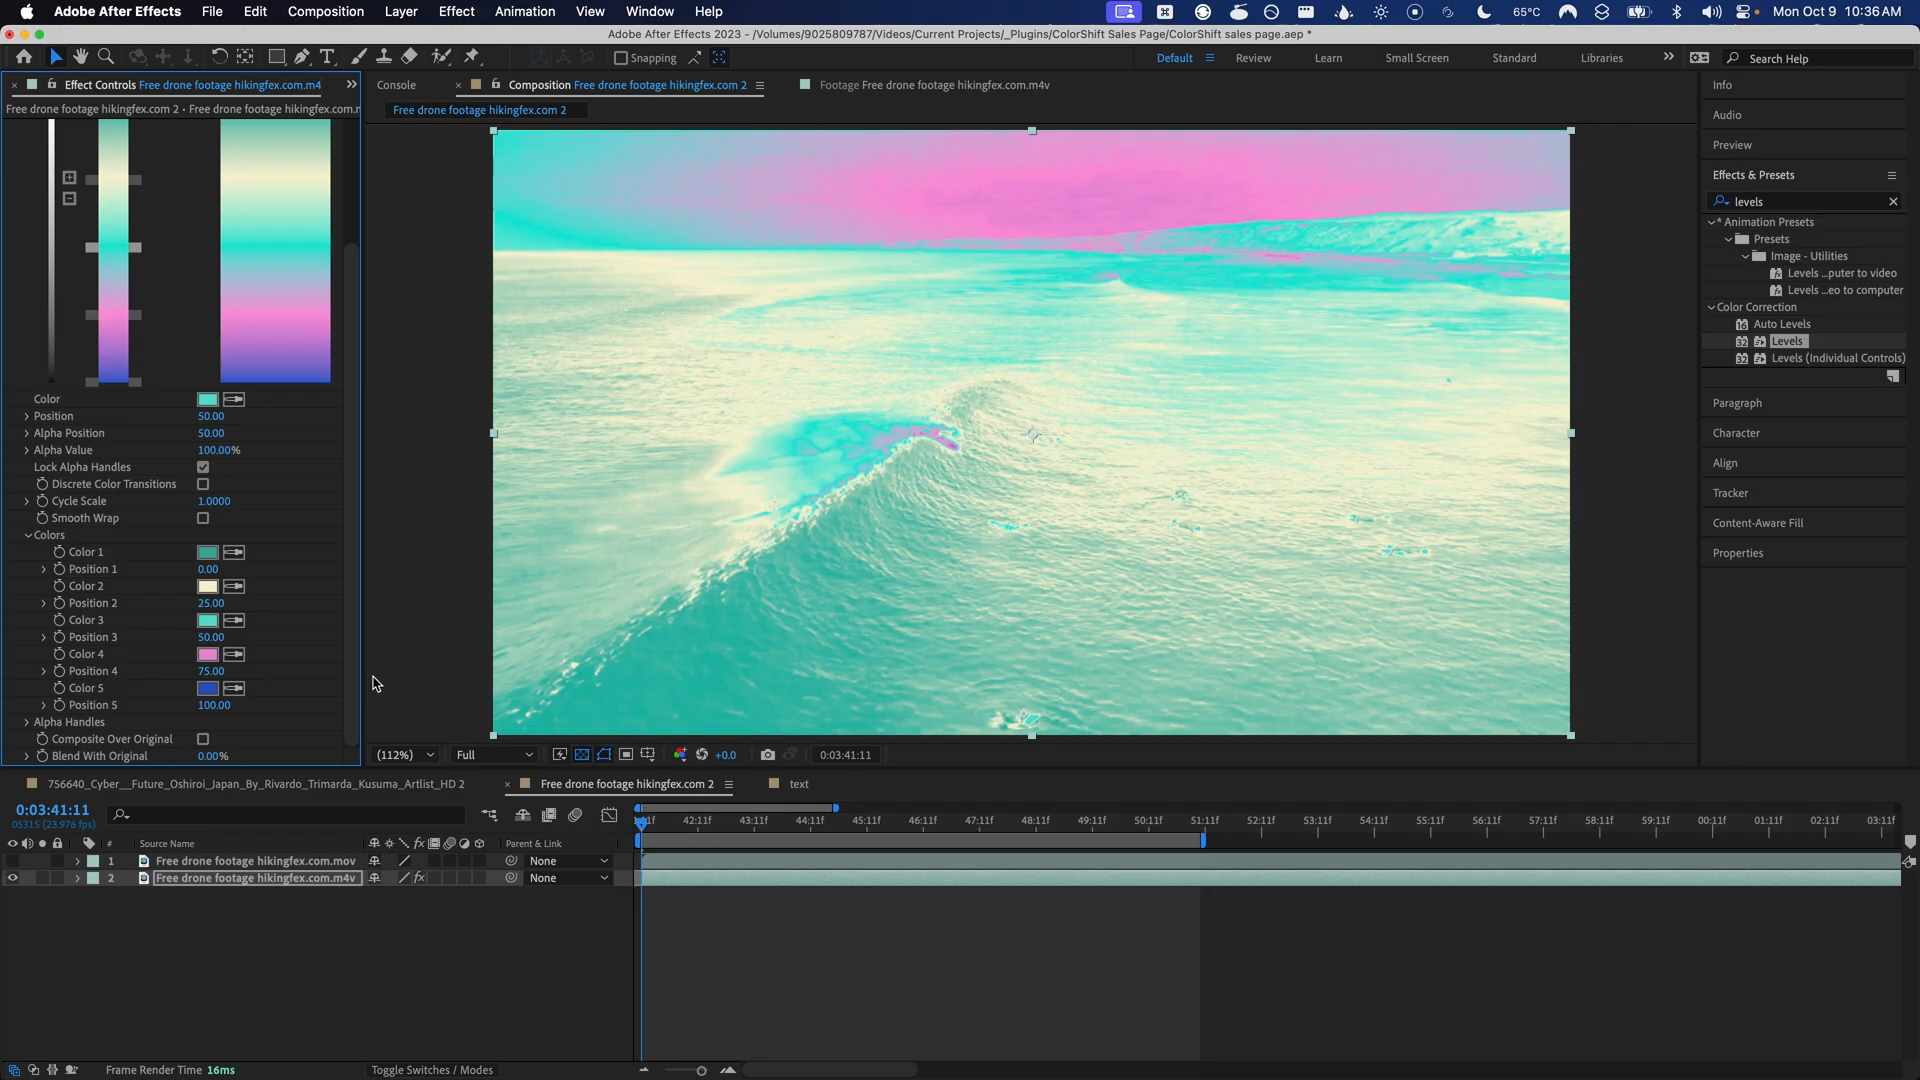 Adobe After Effects File Edit Composition Layer Effect Animation View Window Help 65°C Mon Oct 9 10:36 AM
Adobe After Effects 2023 - /Volumes/9025809787/Videos/Current Projects/_Plugins/ColorShift Sales Page/ColorShift sales page.aep *
Snapping Default Review Learn Small Screen Standard Libraries Search Help
Effect Controls Free drone footage hikingfex.com.m4
Console Composition Free drone footage hikingfex.com 2 Footage Free drone footage hikingfex.com.m4v
Free drone footage hikingfex.com 2 • Free drone footage hikingfex.com.m
Free drone footage hikingfex.com 2
Color
Position 50.00
Alpha Position 50.00
Alpha Value 100.00%
Lock Alpha Handles
Discrete Color Transitions
Cycle Scale 1.0000
Smooth Wrap
Colors
Color 1
Position 1 0.00
Color 2
Position 2 25.00
Color 3
Position 3 50.00
Color 4
Position 4 75.00
Color 5
Position 5 100.00
Alpha Handles
Composite Over Original
Blend With Original 0.00%
(112%) Full +0.0 0:03:41:11
Info
Audio
Preview
Effects & Presets
levels
* Animation Presets
Presets
Image - Utilities
Levels ...puter to video
Levels ...eo to computer
Color Correction
16 Auto Levels
32 Levels
32 Levels (Individual Controls)
Paragraph
Character
Align
Tracker
Content-Aware Fill
Properties
756640_Cyber__Future_Oshiroi_Japan_By_Rivardo_Trimarda_Kusuma_Artlist_HD 2 Free drone footage hikingfex.com 2 text
0:03:41:11
05315 (23.976 fps)
42:11f 43:11f 44:11f 45:11f 46:11f 47:11f 48:11f 49:11f 50:11f 51:11f 52:11f 53:11f 54:11f 55:11f 56:11f 57:11f 58:11f 59:11f 00:11f 01:11f 02:11f 03:11f
# Source Name fx Parent & Link
1 Free drone footage hikingfex.com.mov None
2 Free drone footage hikingfex.com.m4v fx None
Frame Render Time 16ms Toggle Switches / Modes